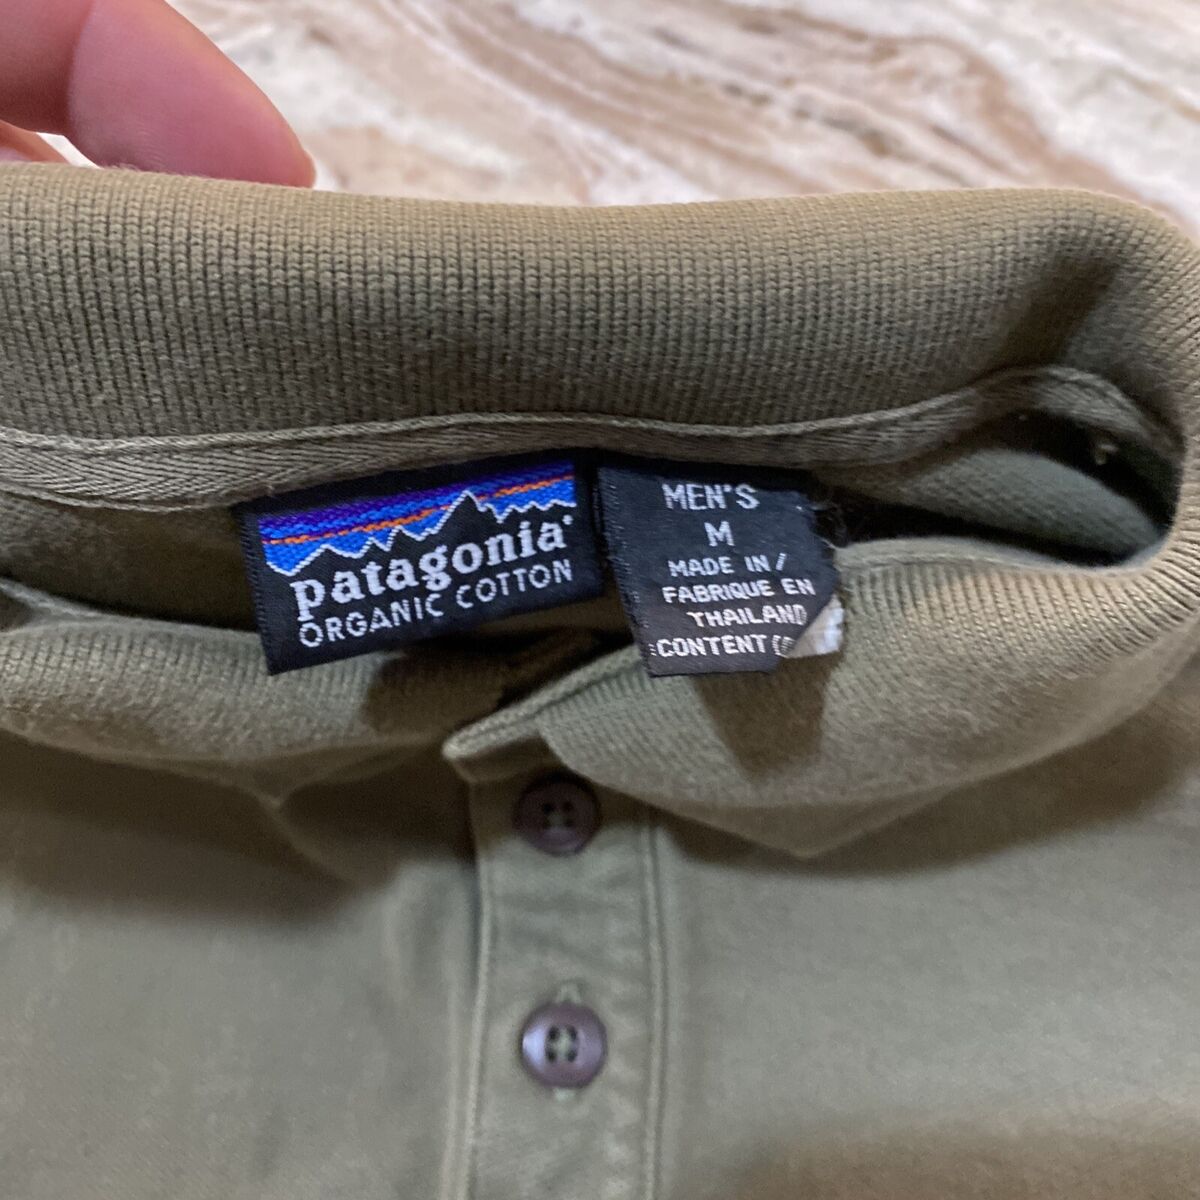 patagonia®
ORGANIC COTTON
MEN'S
M
MADE IN /
FABRIQUE EN
THAILAND
CONTENT